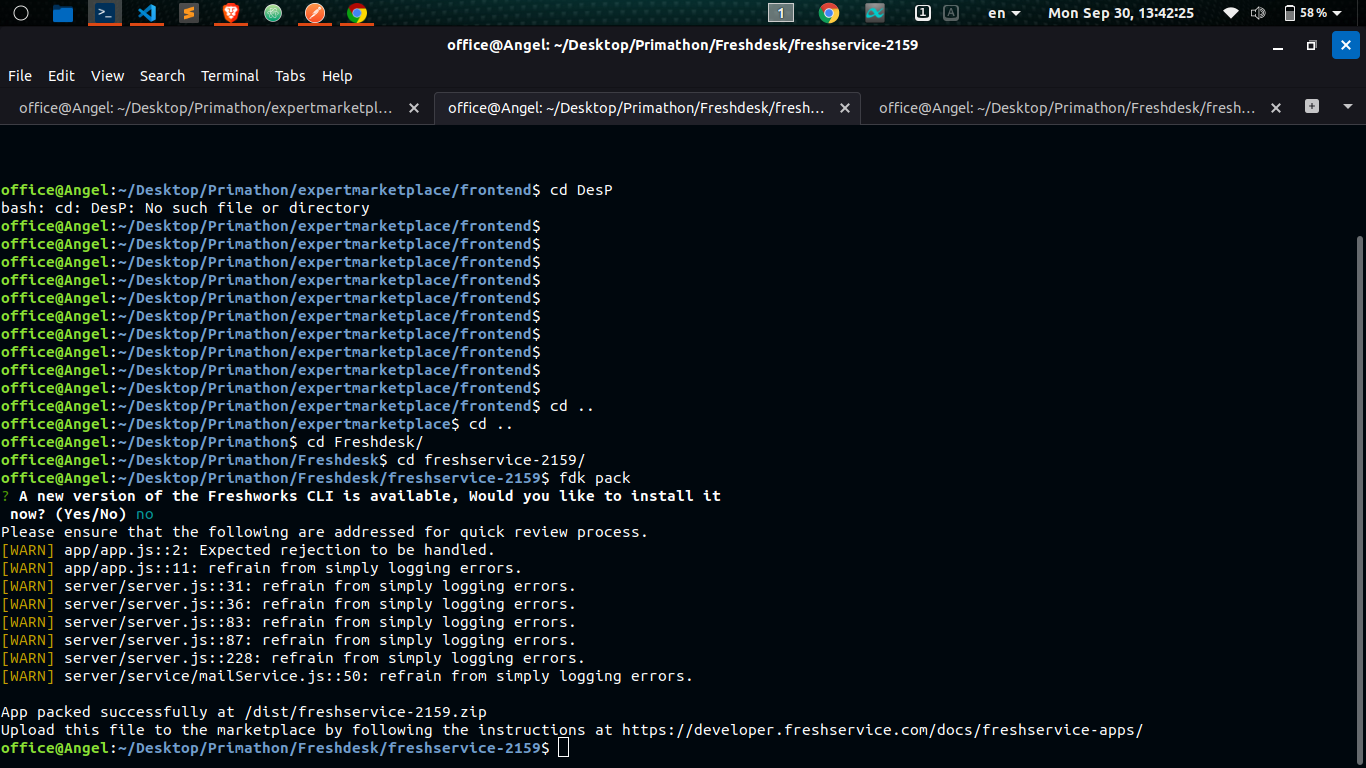 1
1
A
en
Mon Sep 30, 13:42:25
58 %
office@Angel: ~/Desktop/Primathon/Freshdesk/freshservice-2159
File Edit View Search Terminal Tabs Help
office@Angel: ~/Desktop/Primathon/expertmarketpl...
office@Angel: ~/Desktop/Primathon/Freshdesk/fresh...
office@Angel: ~/Desktop/Primathon/Freshdesk/fresh...
office@Angel:~/Desktop/Primathon/expertmarketplace/frontend$ cd DesP
bash: cd: DesP: No such file or directory
office@Angel:~/Desktop/Primathon/expertmarketplace/frontend$
office@Angel:~/Desktop/Primathon/expertmarketplace/frontend$
office@Angel:~/Desktop/Primathon/expertmarketplace/frontend$
office@Angel:~/Desktop/Primathon/expertmarketplace/frontend$
office@Angel:~/Desktop/Primathon/expertmarketplace/frontend$
office@Angel:~/Desktop/Primathon/expertmarketplace/frontend$
office@Angel:~/Desktop/Primathon/expertmarketplace/frontend$
office@Angel:~/Desktop/Primathon/expertmarketplace/frontend$
office@Angel:~/Desktop/Primathon/expertmarketplace/frontend$
office@Angel:~/Desktop/Primathon/expertmarketplace/frontend$
office@Angel:~/Desktop/Primathon/expertmarketplace/frontend$ cd ..
office@Angel:~/Desktop/Primathon/expertmarketplace$ cd ..
office@Angel:~/Desktop/Primathon$ cd Freshdesk/
office@Angel:~/Desktop/Primathon/Freshdesk$ cd freshservice-2159/
office@Angel:~/Desktop/Primathon/Freshdesk/freshservice-2159$ fdk pack
? A new version of the Freshworks CLI is available, Would you like to install it
now? (Yes/No) no
Please ensure that the following are addressed for quick review process.
[WARN] app/app.js::2: Expected rejection to be handled.
[WARN] app/app.js::11: refrain from simply logging errors.
[WARN] server/server.js::31: refrain from simply logging errors.
[WARN] server/server.js::36: refrain from simply logging errors.
[WARN] server/server.js::83: refrain from simply logging errors.
[WARN] server/server.js::87: refrain from simply logging errors.
[WARN] server/server.js::228: refrain from simply logging errors.
[WARN] server/service/mailService.js::50: refrain from simply logging errors.
App packed successfully at /dist/freshservice-2159.zip
Upload this file to the marketplace by following the instructions at https://developer.freshservice.com/docs/freshservice-apps/
office@Angel:~/Desktop/Primathon/Freshdesk/freshservice-2159$